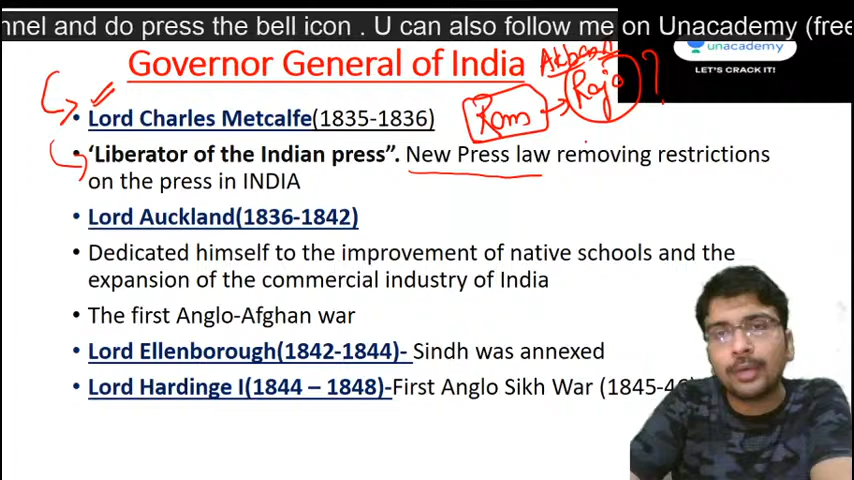 nnel and do press the bell icon . U can also follow me on Unacademy (free
unacademy
LET'S CRACK IT!
Governor General of India
Ram
• Lord Charles Metcalfe(1835-1836)
• 'Liberator of the Indian press”. New Press law removing restrictions
on the press in INDIA
• Lord Auckland(1836-1842)
• Dedicated himself to the improvement of native schools and the
expansion of the commercial industry of India
• The first Anglo-Afghan war
• Lord Ellenborough(1842-1844)- Sindh was annexed
• Lord Hardinge I(1844 – 1848)-First Anglo Sikh War (1845-46)